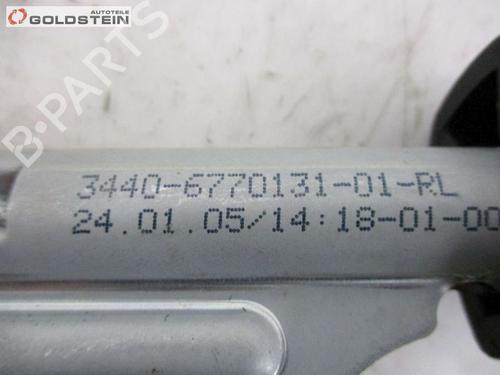 AUTOTEILE
GOLDSTEIN
B-Parts
3440-6770131-01-RL
24.01.05/14:18-01-00